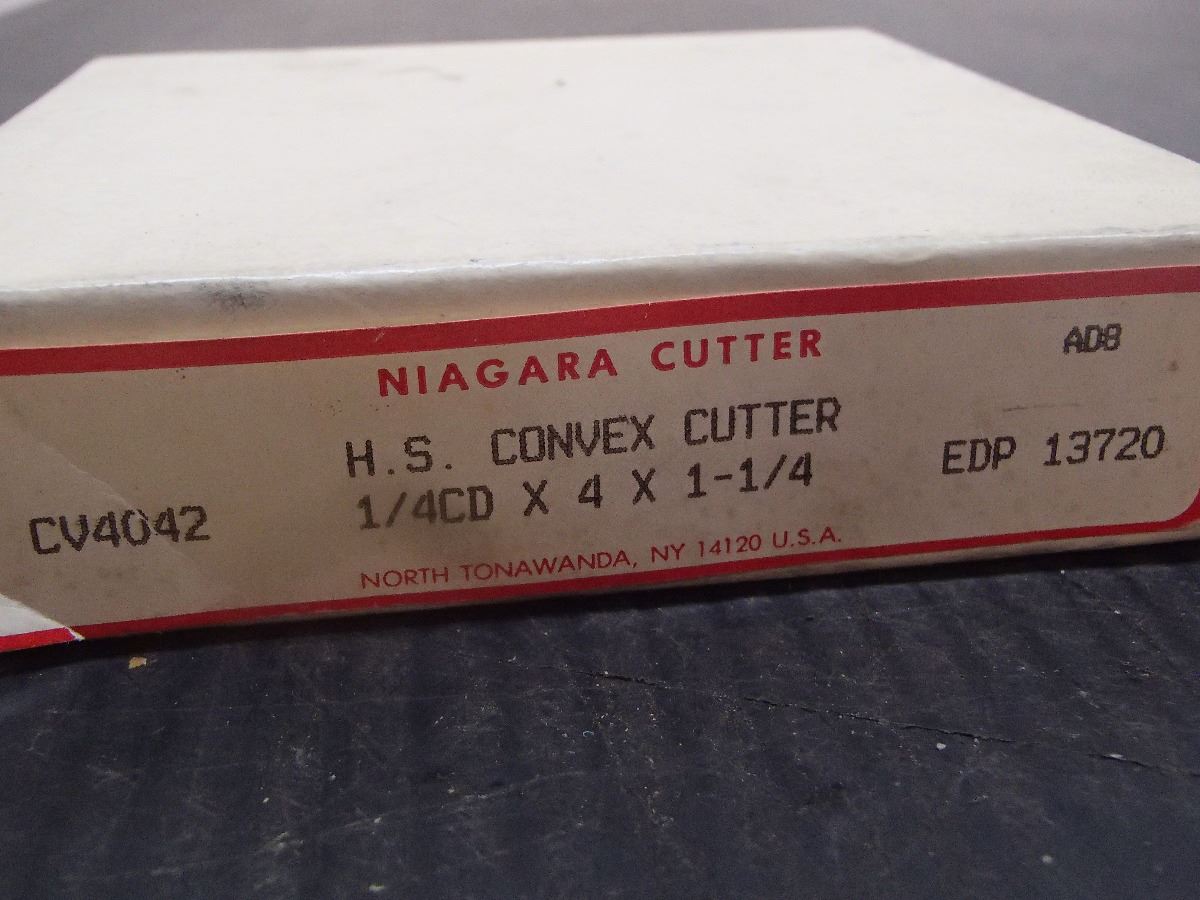 NIAGARA CUTTER
AD8
H.S. CONVEX CUTTER
CV4042
1/4CD X 4 X 1-1/4
EDP 13720
NORTH TONAWANDA, NY 14120 U.S.A.